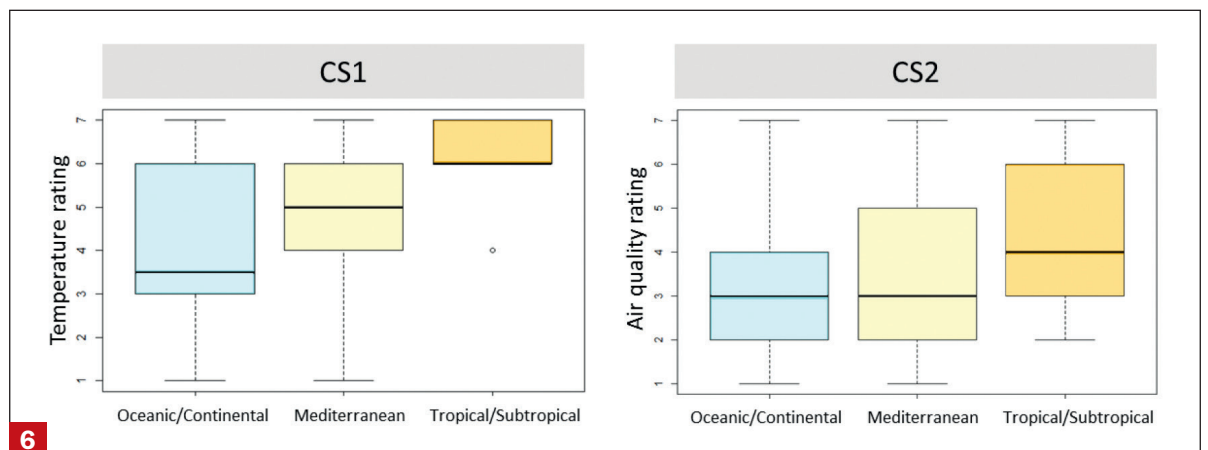 CS1
Temperature rating
7
6
5
4
3
2
1
Oceanic/Continental Mediterranean Tropical/Subtropical
CS2
Air quality rating
7
6
5
4
3
2
1
Oceanic/Continental Mediterranean Tropical/Subtropical
6